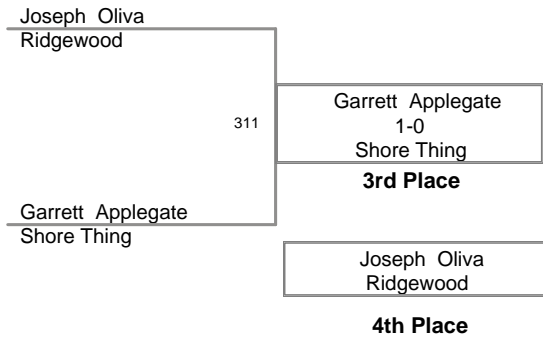 Joseph Oliva
Ridgewood
311
Garrett Applegate
1-0
Shore Thing
3rd Place
Garrett Applegate
Shore Thing
Joseph Oliva
Ridgewood
4th Place